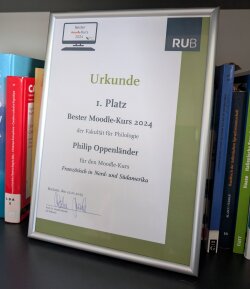 Bester
Moodle-Kurs
2024
RUB
Urkunde
1. Platz
Bester Moodle-Kurs 2024
der Fakultät für Philologie
Philip Oppenländer
für den Moodle-Kurs
Französisch in Nord- und Südamerika